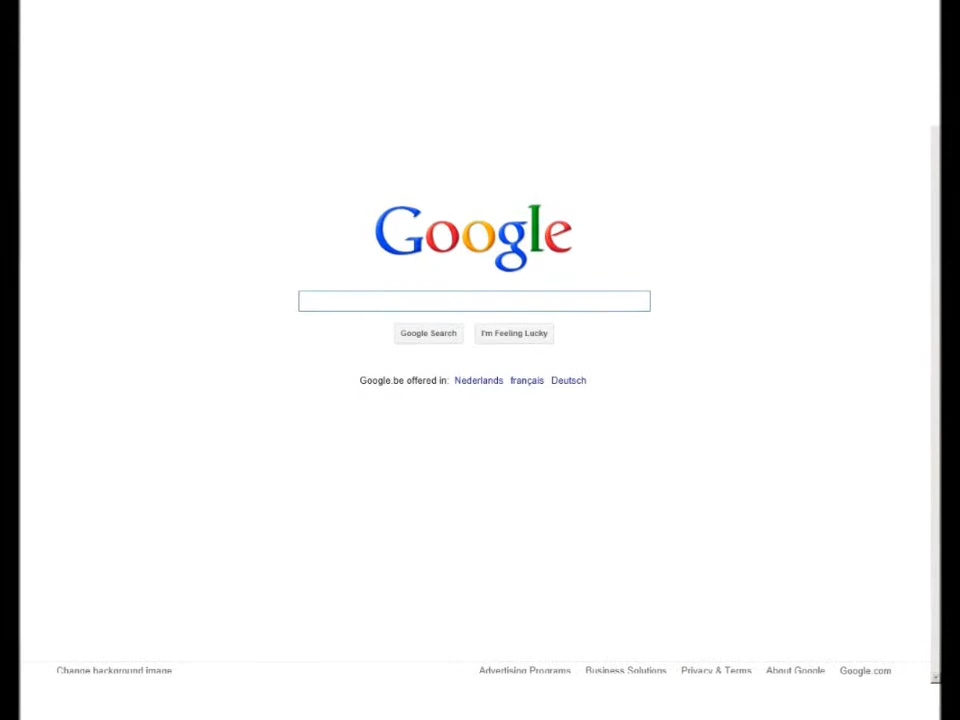 Google
Google Search I'm Feeling Lucky
Google.be offered in: Nederlands français Deutsch
Change background image Advertising Programs Business Solutions Privacy & Terms About Google Google.com